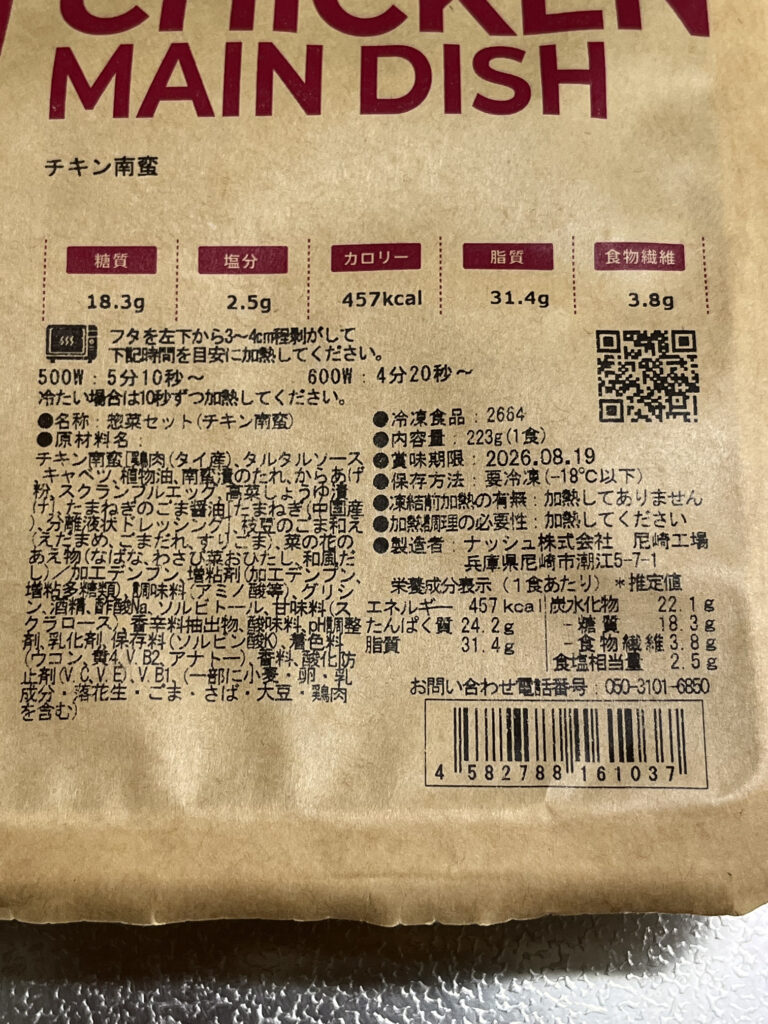 CHICKEN
MAIN DISH
チキン南蛮
糖質 塩分 カロリー 脂質 食物繊維
18.3g 2.5g 457kcal 31.4g 3.8g
フタを左下から3〜4cm程剝がして
下記時間を目安に加熱してください。
500W：5分10秒〜 600W：4分20秒〜
冷たい場合は10秒ずつ加熱してください。
●名称：惣菜セット(チキン南蛮)
●原材料名：
チキン南蛮[鶏肉(タイ産)、タルタルソース
、キャベツ、植物油、南蛮漬のたれ、からあげ
粉、スクランブルエッグ、高菜しょうゆ漬
け]、たまねぎのごま醤油[たまねぎ(中国産
)、分離液状ドレッシング]、枝豆のごま和え
(えだまめ、ごまだれ、すりごま)、菜の花の
あえ物(なばな、わさび菜おひたし、和風だ
し)／加工デンプン、増粘剤(加工デンプン、
増粘多糖類)、調味料(アミノ酸等)、グリシ
ン、酒精、酢酸Na、ソルビトール、甘味料(ス
クラロース)、香辛料抽出物、酸味料、pH調整
剤、乳化剤、保存料(ソルビン酸K)、着色料
(ウコン、黄4、V.B2、アナトー)、香料、酸化防
止剤(V.C、V.E)、V.B1、(一部に小麦・卵・乳
成分・落花生・ごま・さば・大豆・鶏肉
を含む)
●冷凍食品：2664
●内容量：223g(1食)
●賞味期限：2026.08.19
●保存方法：要冷凍(-18℃以下)
●凍結前加熱の有無：加熱してありません
●加熱調理の必要性：加熱してください
●製造者：ナッシュ株式会社 尼崎工場
兵庫県尼崎市潮江5-7-1
栄養成分表示（1食あたり）＊推定値
エネルギー 457kcal 炭水化物 22.1g
たんぱく質 24.2g －糖質 18.3g
脂質 31.4g －食物繊維 3.8g
食塩相当量 2.5g
お問い合わせ電話番号：050-3101-6850
4 582788 161037